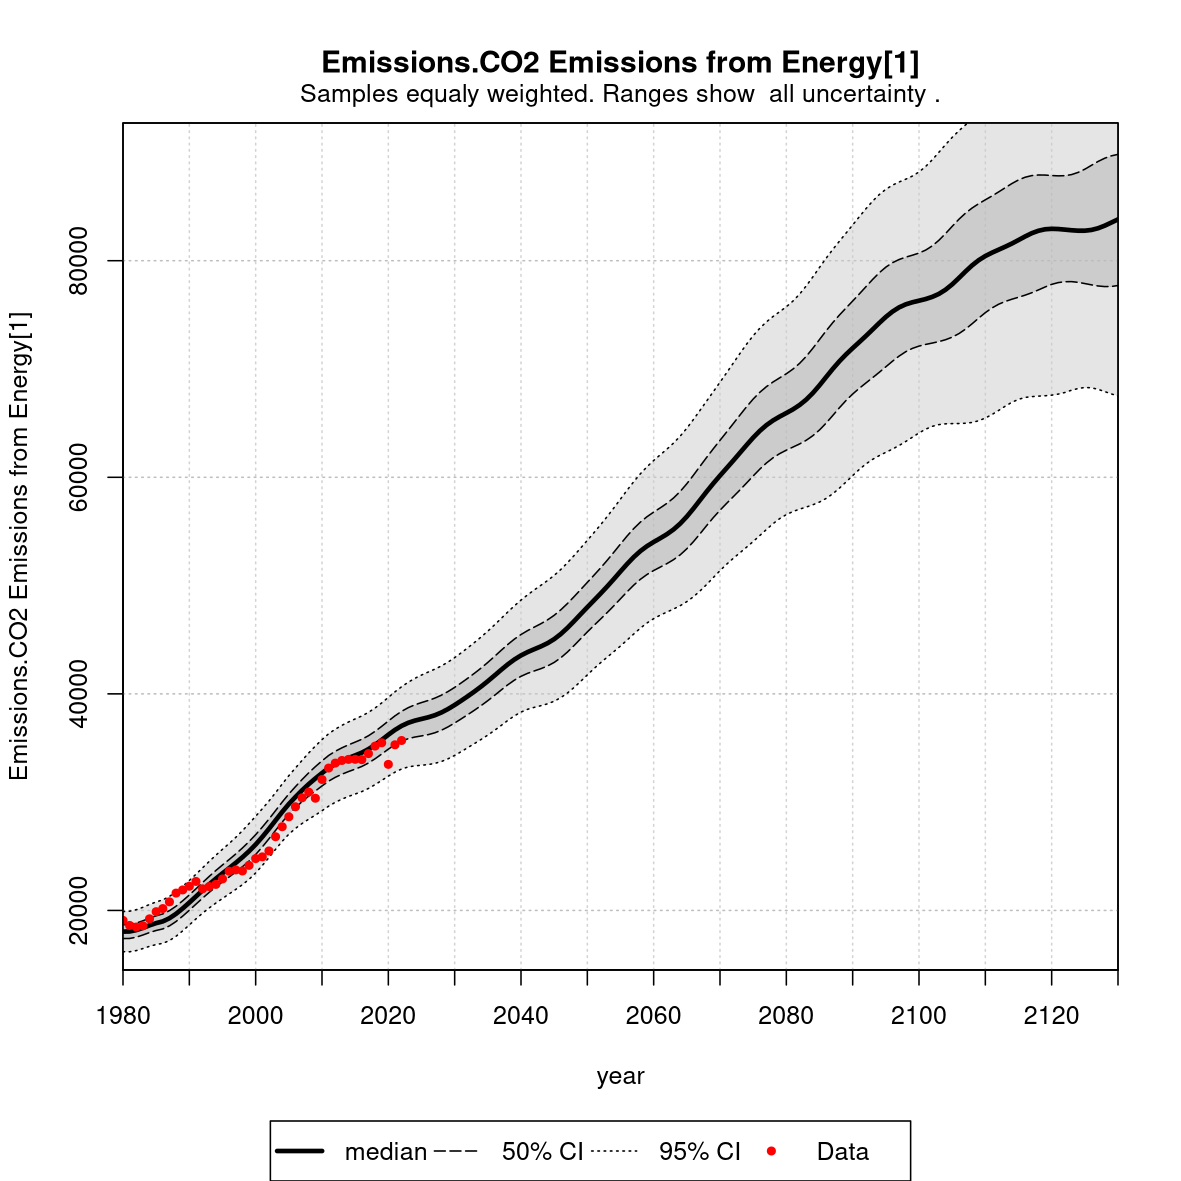 Emissions.CO2 Emissions from Energy[1]
Samples equaly weighted. Ranges show  all uncertainty .
Emissions.CO2 Emissions from Energy[1]
80000
60000
40000
20000
1980 2000 2020 2040 2060 2080 2100 2120
year
median 50% CI 95% CI Data